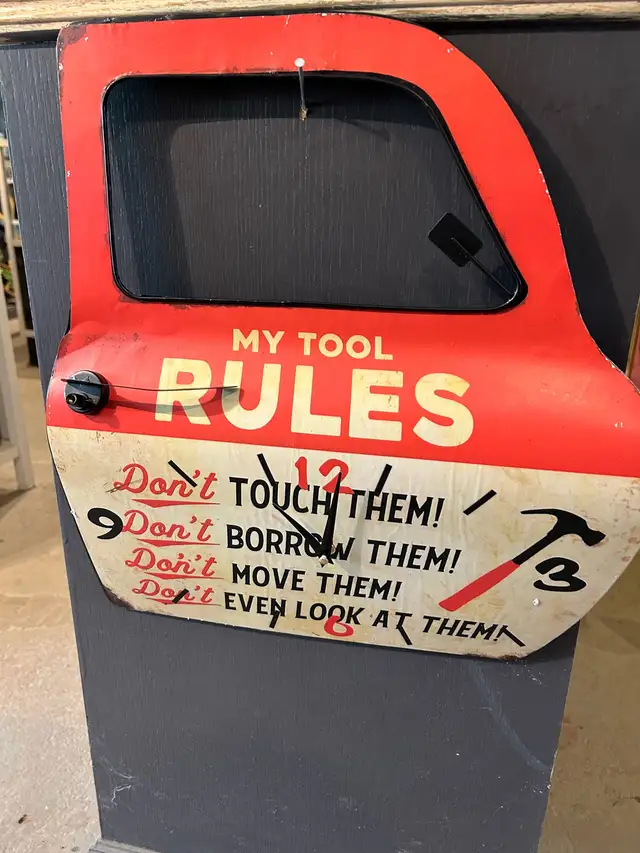 MY TOOL
RULES
12
Don't TOUCH THEM!
9
Don't BORROW THEM!
3
Don't MOVE THEM!
Don't EVEN LOOK AT THEM!
6